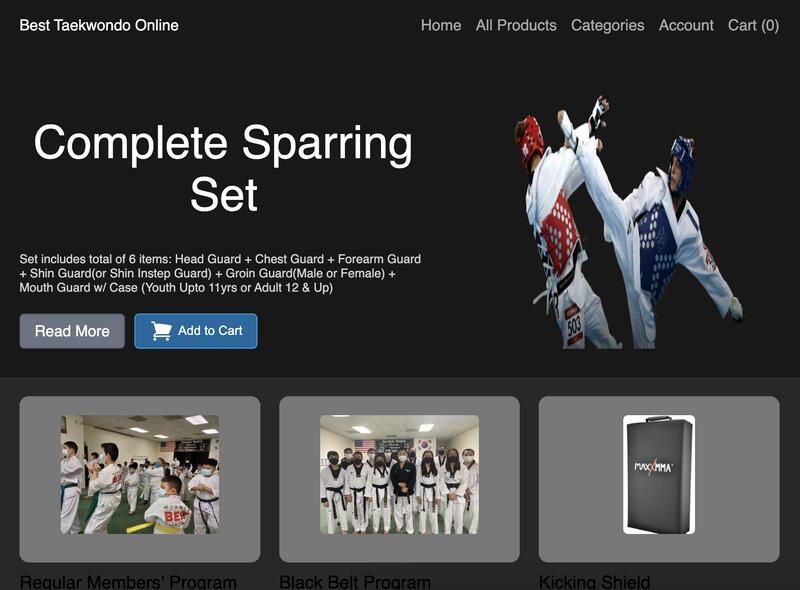 Best Taekwondo Online
Home All Products Categories Account Cart (0)
Complete Sparring
Set
Set includes total of 6 items: Head Guard + Chest Guard + Forearm Guard
+ Shin Guard(or Shin Instep Guard) + Groin Guard(Male or Female) +
Mouth Guard w/ Case (Youth Upto 11yrs or Adult 12 & Up)
Read More
Add to Cart
503
MAXXMMA
Regular Members' Program
Black Belt Program
Kicking Shield